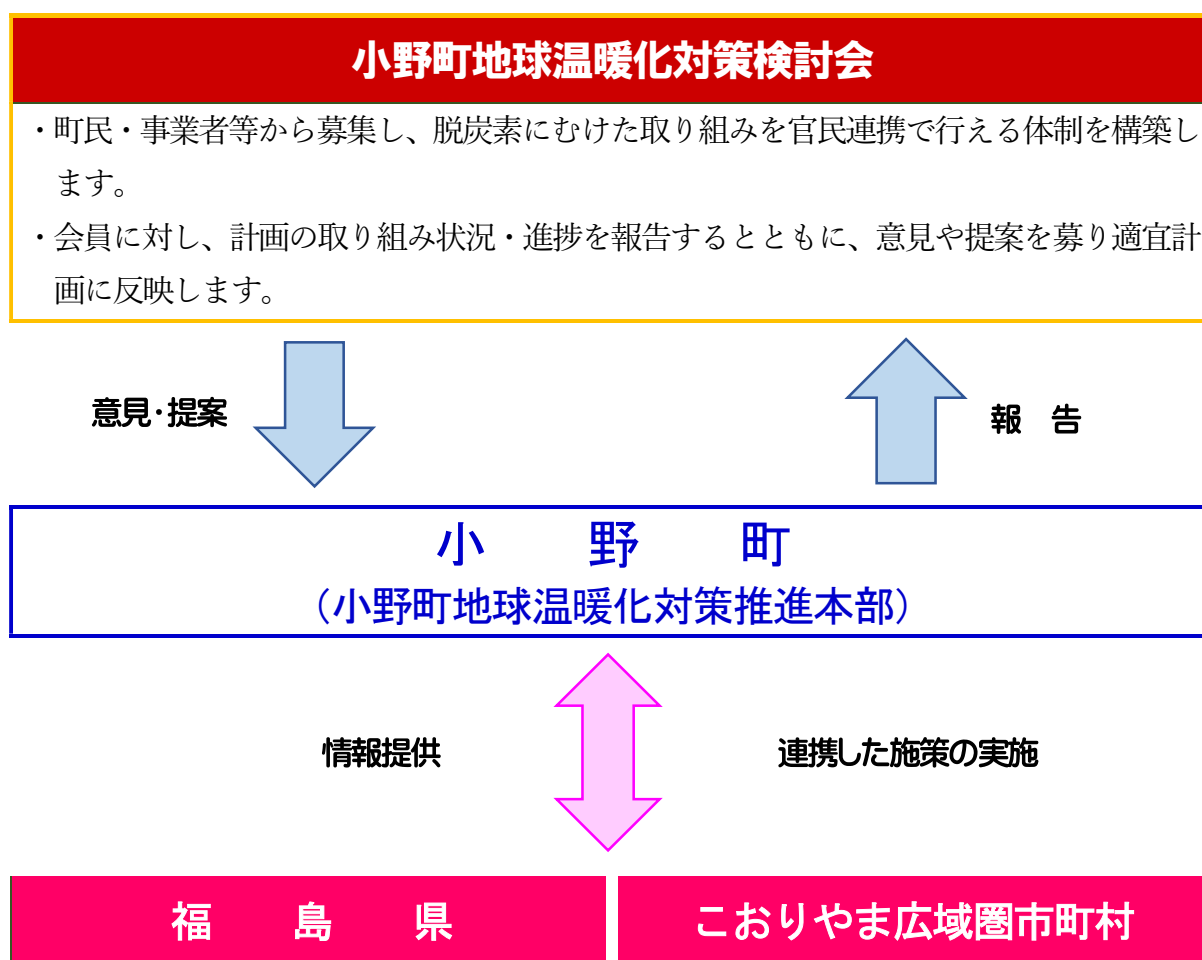 小野町地球温暖化対策検討会
・町民・事業者等から募集し、脱炭素にむけた取り組みを官民連携で行える体制を構築し
ます。
・会員に対し、計画の取り組み状況・進捗を報告するとともに、意見や提案を募り適宜計
画に反映します。
意見・提案
報　告
小　野　町
（小野町地球温暖化対策推進本部）
情報提供
連携した施策の実施
福　島　県
こおりやま広域圏市町村